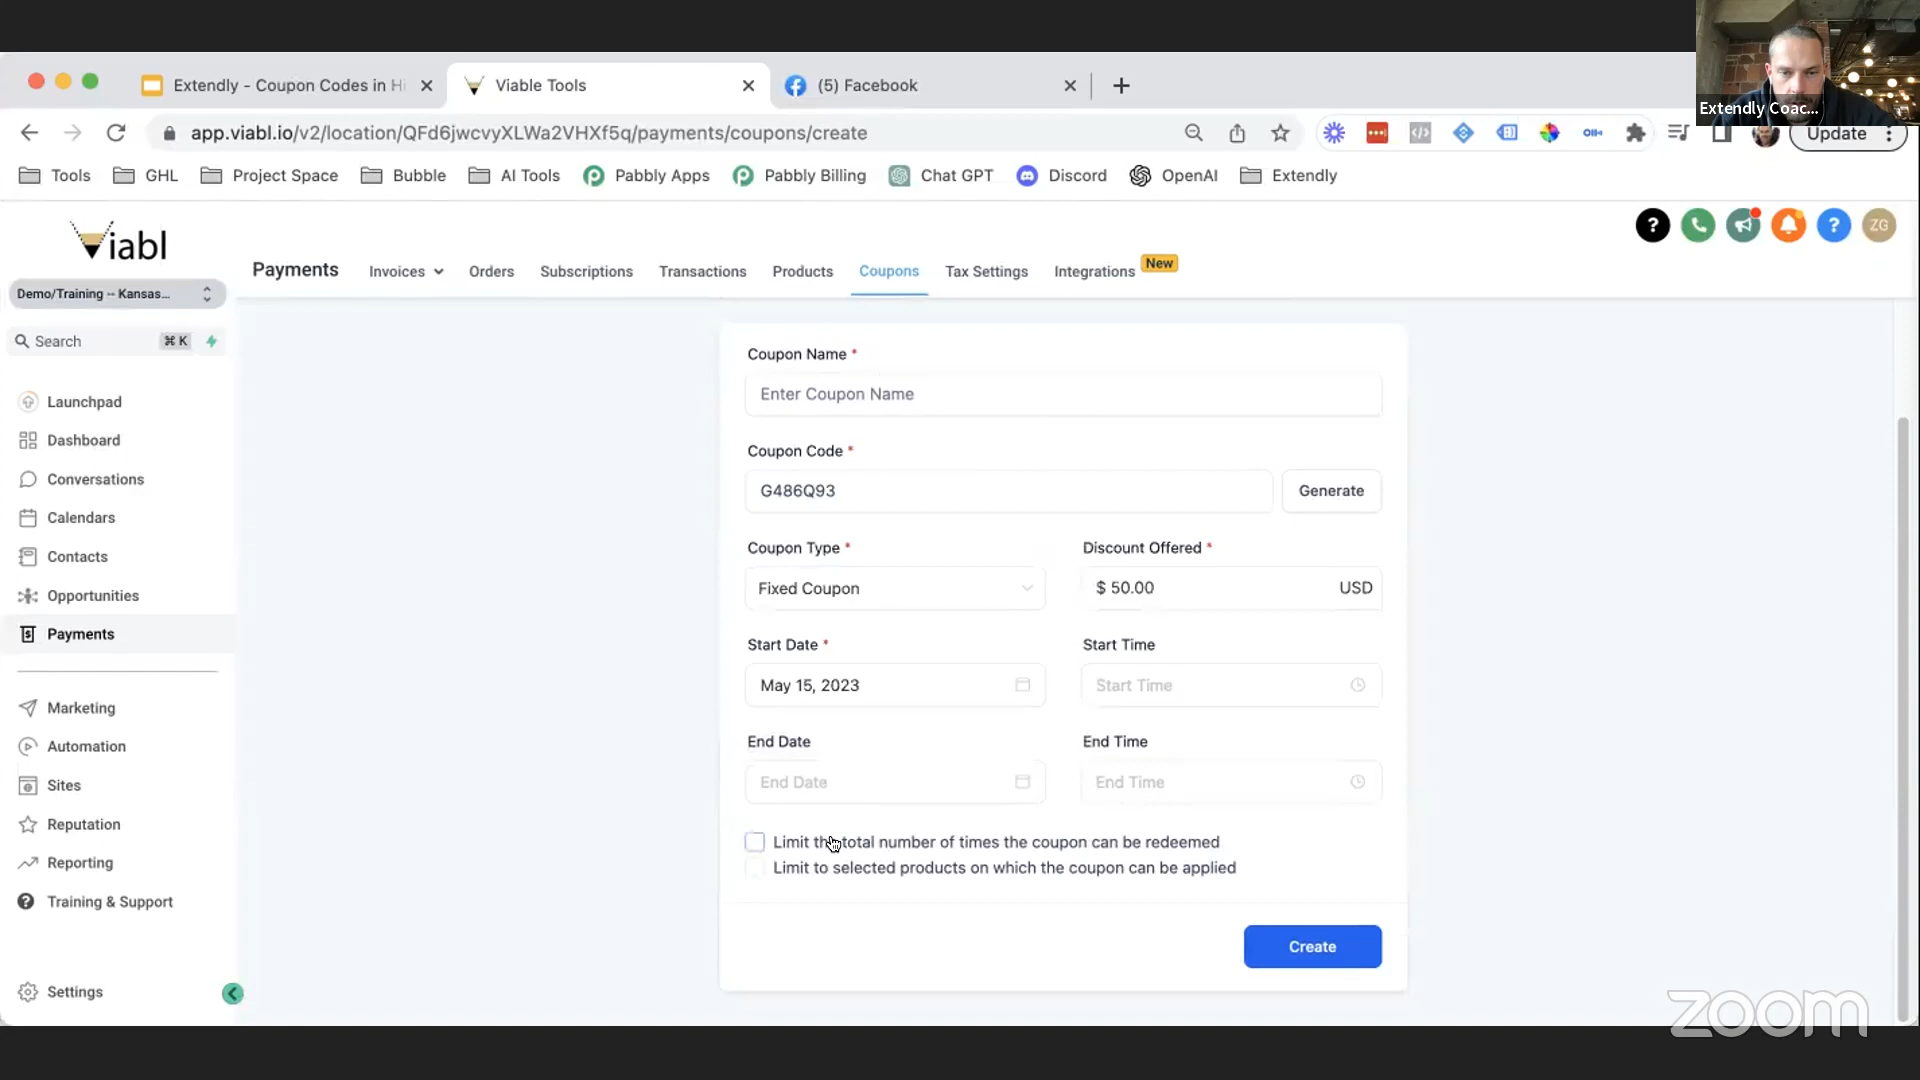 Extendly - Coupon Codes in Hi
Viable Tools
(5) Facebook
Extendly Coac...
app.viabl.io/v2/location/QFd6jwcvyXLWa2VHXf5q/payments/coupons/create
Update
Tools
GHL
Project Space
Bubble
AI Tools
Pabbly Apps
Pabbly Billing
Chat GPT
Discord
OpenAI
Extendly
Viabl
ZG
Payments
Invoices
Orders
Subscriptions
Transactions
Products
Coupons
Tax Settings
Integrations
New
Demo/Training -- Kansas...
Search
⌘ K
Launchpad
Dashboard
Conversations
Calendars
Contacts
Opportunities
Payments
Marketing
Automation
Sites
Reputation
Reporting
Training & Support
Settings
Coupon Name *
Enter Coupon Name
Coupon Code *
G486Q93
Generate
Coupon Type *
Discount Offered *
Fixed Coupon
$ 50.00
USD
Start Date *
Start Time
May 15, 2023
Start Time
End Date
End Time
End Date
End Time
Limit the total number of times the coupon can be redeemed
Limit to selected products on which the coupon can be applied
Create
zoom